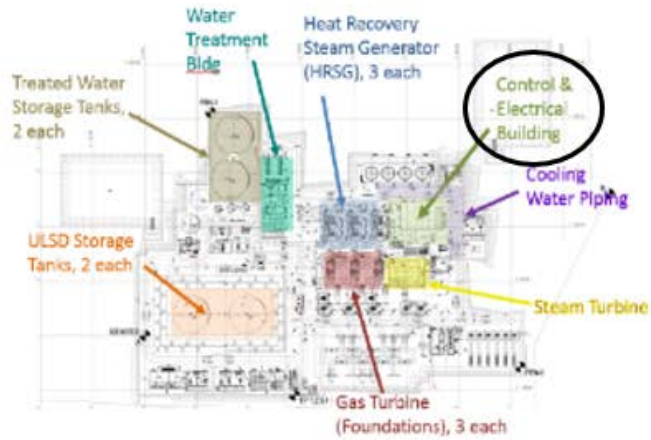 Water
Treatment
Bldg
Heat Recovery
Steam Generator
(HRSG), 3 each
Control &
Electrical
Building
Treated Water
Storage Tanks,
2 each
Cooling
Water Piping
ULSD Storage
Tanks, 2 each
Steam Turbine
Gas Turbine
(Foundations), 3 each